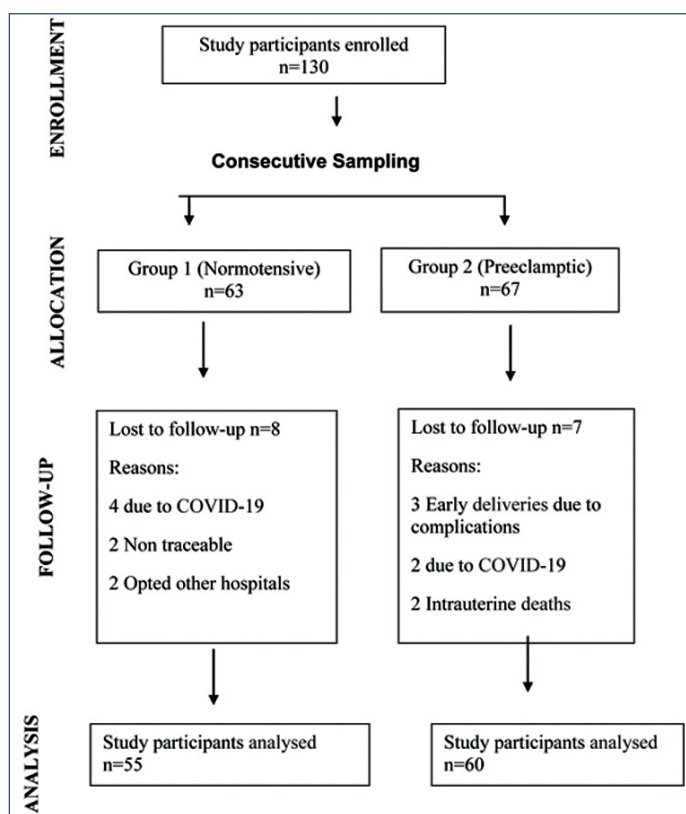 ENROLLMENT
Study participants enrolled
n=130
Consecutive Sampling
ALLOCATION
Group 1 (Normotensive)
n=63
Group 2 (Preeclamptic)
n=67
FOLLOW-UP
Lost to follow-up n=8
Reasons:
4 due to COVID-19
2 Non traceable
2 Opted other hospitals
Lost to follow-up n=7
Reasons:
3 Early deliveries due to
complications
2 due to COVID-19
2 Intrauterine deaths
ANALYSIS
Study participants analysed
n=55
Study participants analysed
n=60